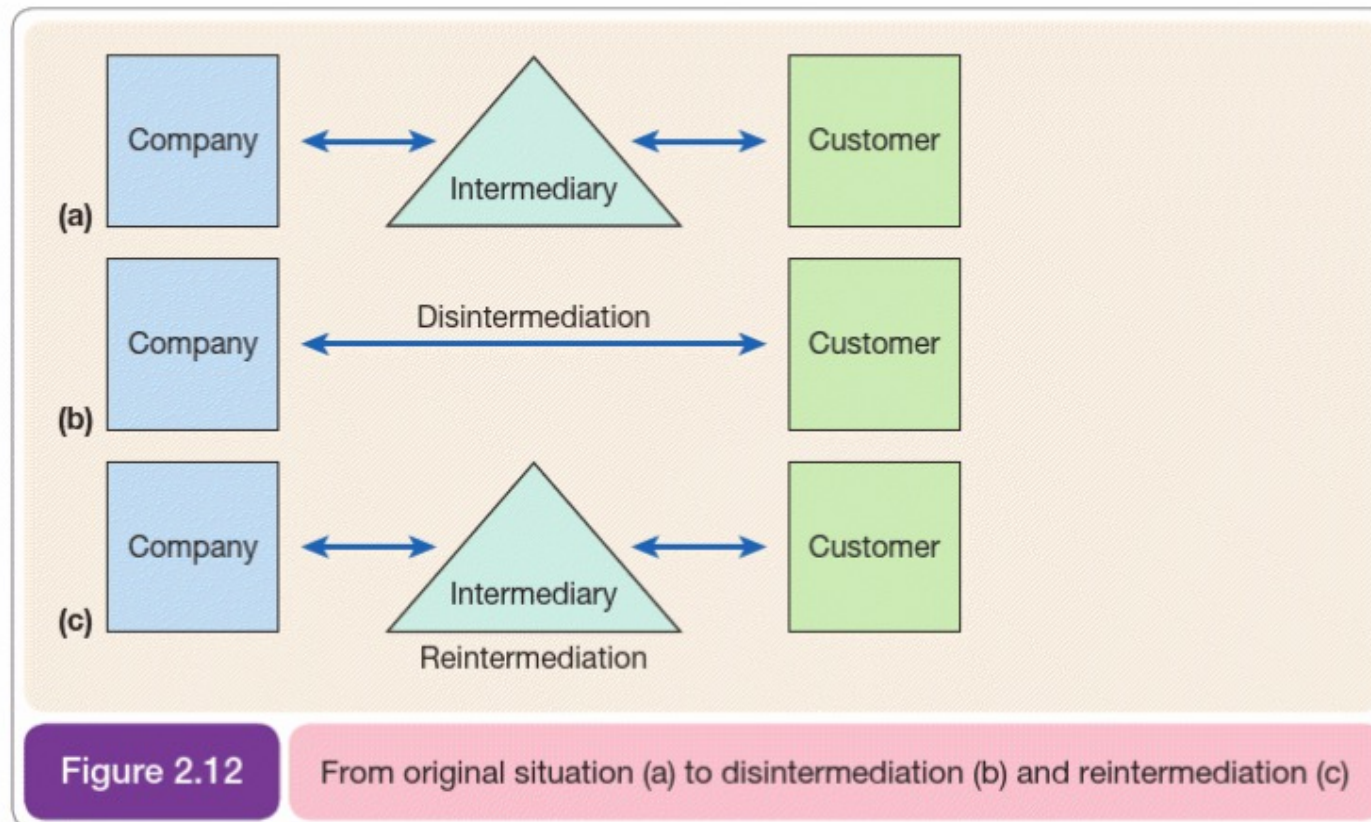 Company
Intermediary
Customer
(a)
Disintermediation
Company
Customer
(b)
Company
Intermediary
Customer
(c)
Reintermediation
Figure 2.12
From original situation (a) to disintermediation (b) and reintermediation (c)